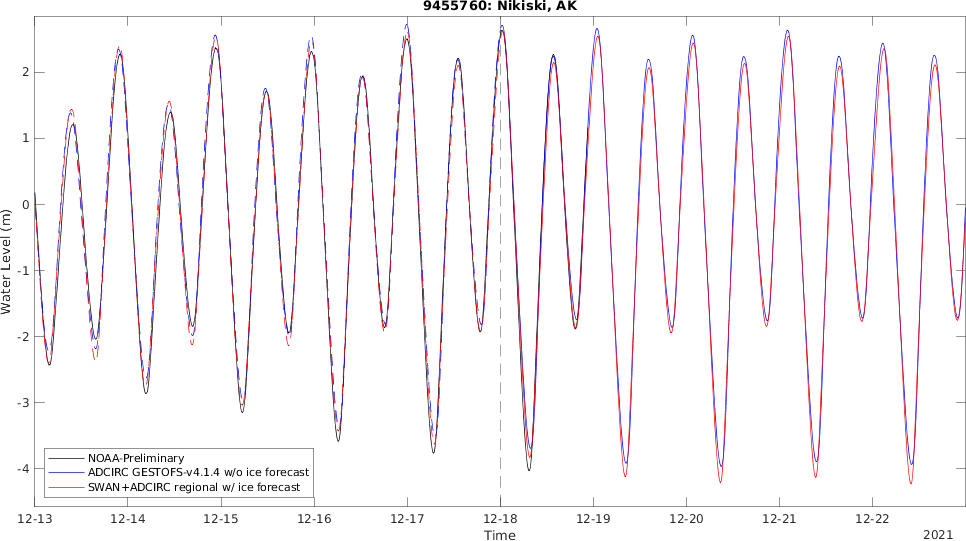 9455760: Nikiski, AK
Water Level (m)
2
1
0
-1
-2
-3
-4
NOAA-Preliminary
ADCIRC GESTOFS-v4.1.4 w/o ice forecast
SWAN+ADCIRC regional w/ ice forecast
12-13 12-14 12-15 12-16 12-17 12-18 12-19 12-20 12-21 12-22
Time
2021